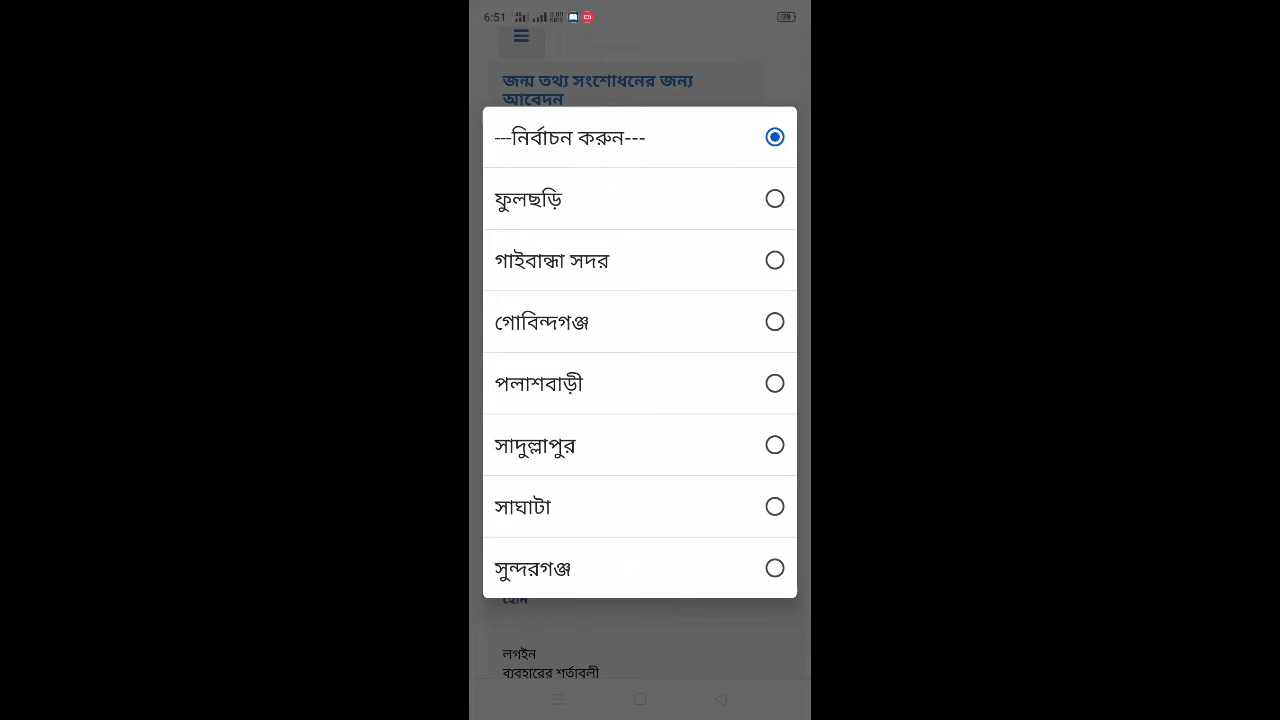 6:51
79
জন্ম তথ্য সংশোধনের জন্য
আবেদন
---নির্বাচন করুন---
ফুলছড়ি
গাইবান্ধা সদর
গোবিন্দগঞ্জ
পলাশবাড়ী
সাদুল্লাপুর
সাঘাটা
সুন্দরগঞ্জ
হোম
লগইন
ব্যবহারের শর্তাবলী